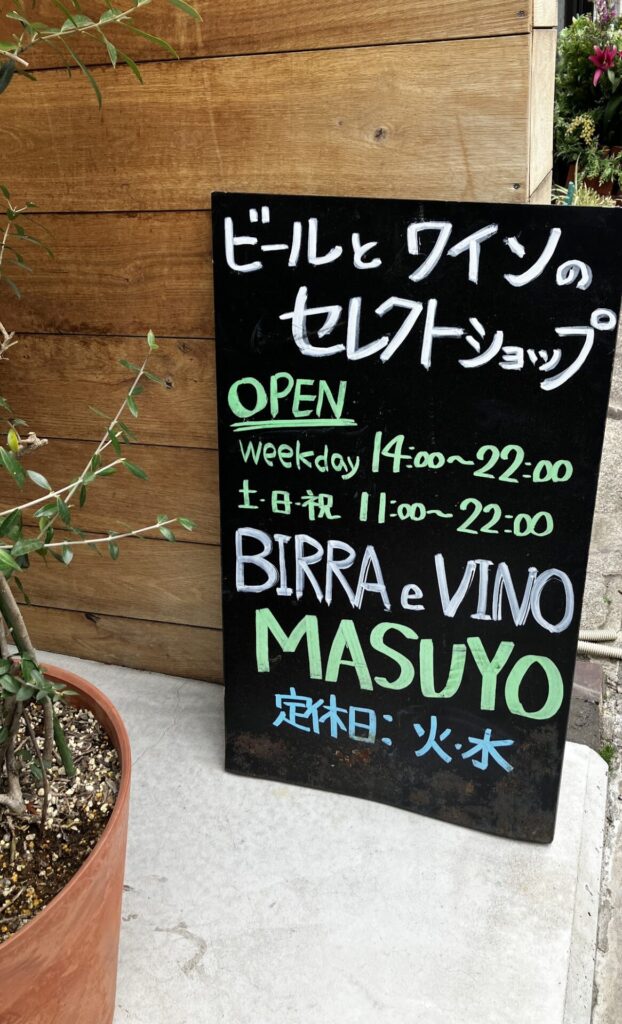 ビールと ワインの
セレクトショップ
OPEN
weekday 14:00～22:00
土・日・祝 11:00～22:00
BIRRA e VINO
MASUYO
定休日: 火・水